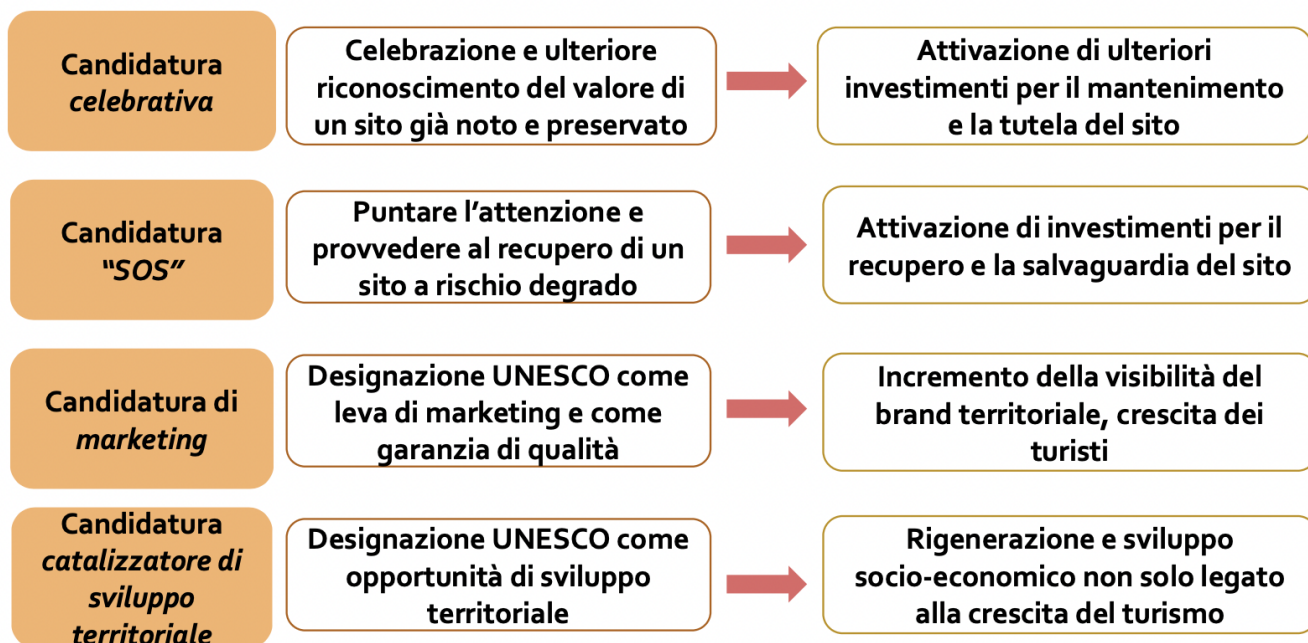 Candidatura
celebrativa
Celebrazione e ulteriore
riconoscimento del valore di
un sito già noto e preservato
Attivazione di ulteriori
investimenti per il mantenimento
e la tutela del sito
Candidatura
“SOS”
Puntare l’attenzione e
provvedere al recupero di un
sito a rischio degrado
Attivazione di investimenti per il
recupero e la salvaguardia del sito
Candidatura di
marketing
Designazione UNESCO come
leva di marketing e come
garanzia di qualità
Incremento della visibilità del
brand territoriale, crescita dei
turisti
Candidatura
catalizzatore di
sviluppo
territoriale
Designazione UNESCO come
opportunità di sviluppo
territoriale
Rigenerazione e sviluppo
socio-economico non solo legato
alla crescita del turismo